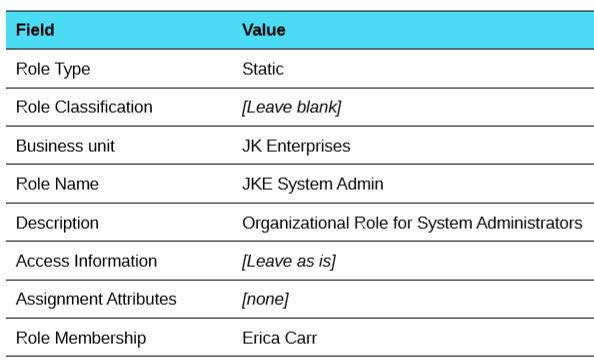 Field Value
Role Type Static
Role Classification [Leave blank]
Business unit JK Enterprises
Role Name JKE System Admin
Description Organizational Role for System Administrators
Access Information [Leave as is]
Assignment Attributes [none]
Role Membership Erica Carr